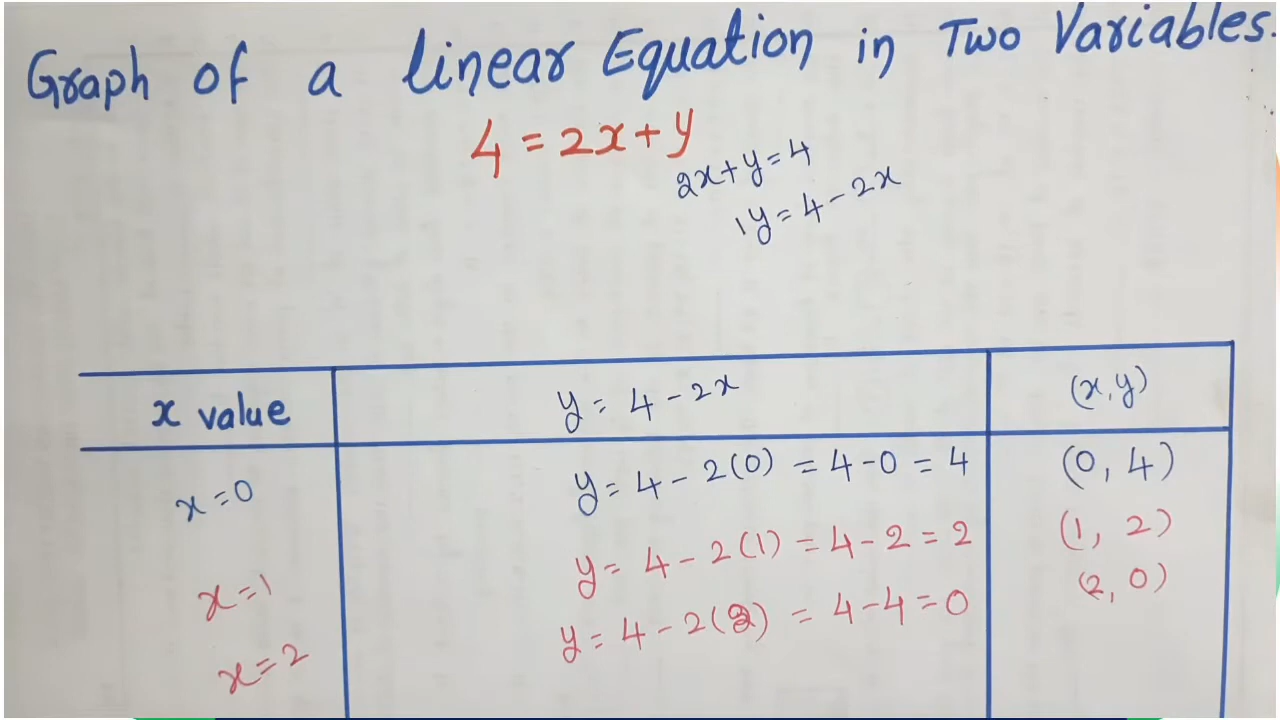 Graph of a linear Equation in Two Variables.
4 = 2x + y
2x + y = 4
1y = 4 - 2x
x value y = 4 - 2x (x, y)
x = 0 y = 4 - 2(0) = 4 - 0 = 4 (0, 4)
x = 1 y = 4 - 2(1) = 4 - 2 = 2 (1, 2)
x = 2 y = 4 - 2(2) = 4 - 4 = 0 (2, 0)